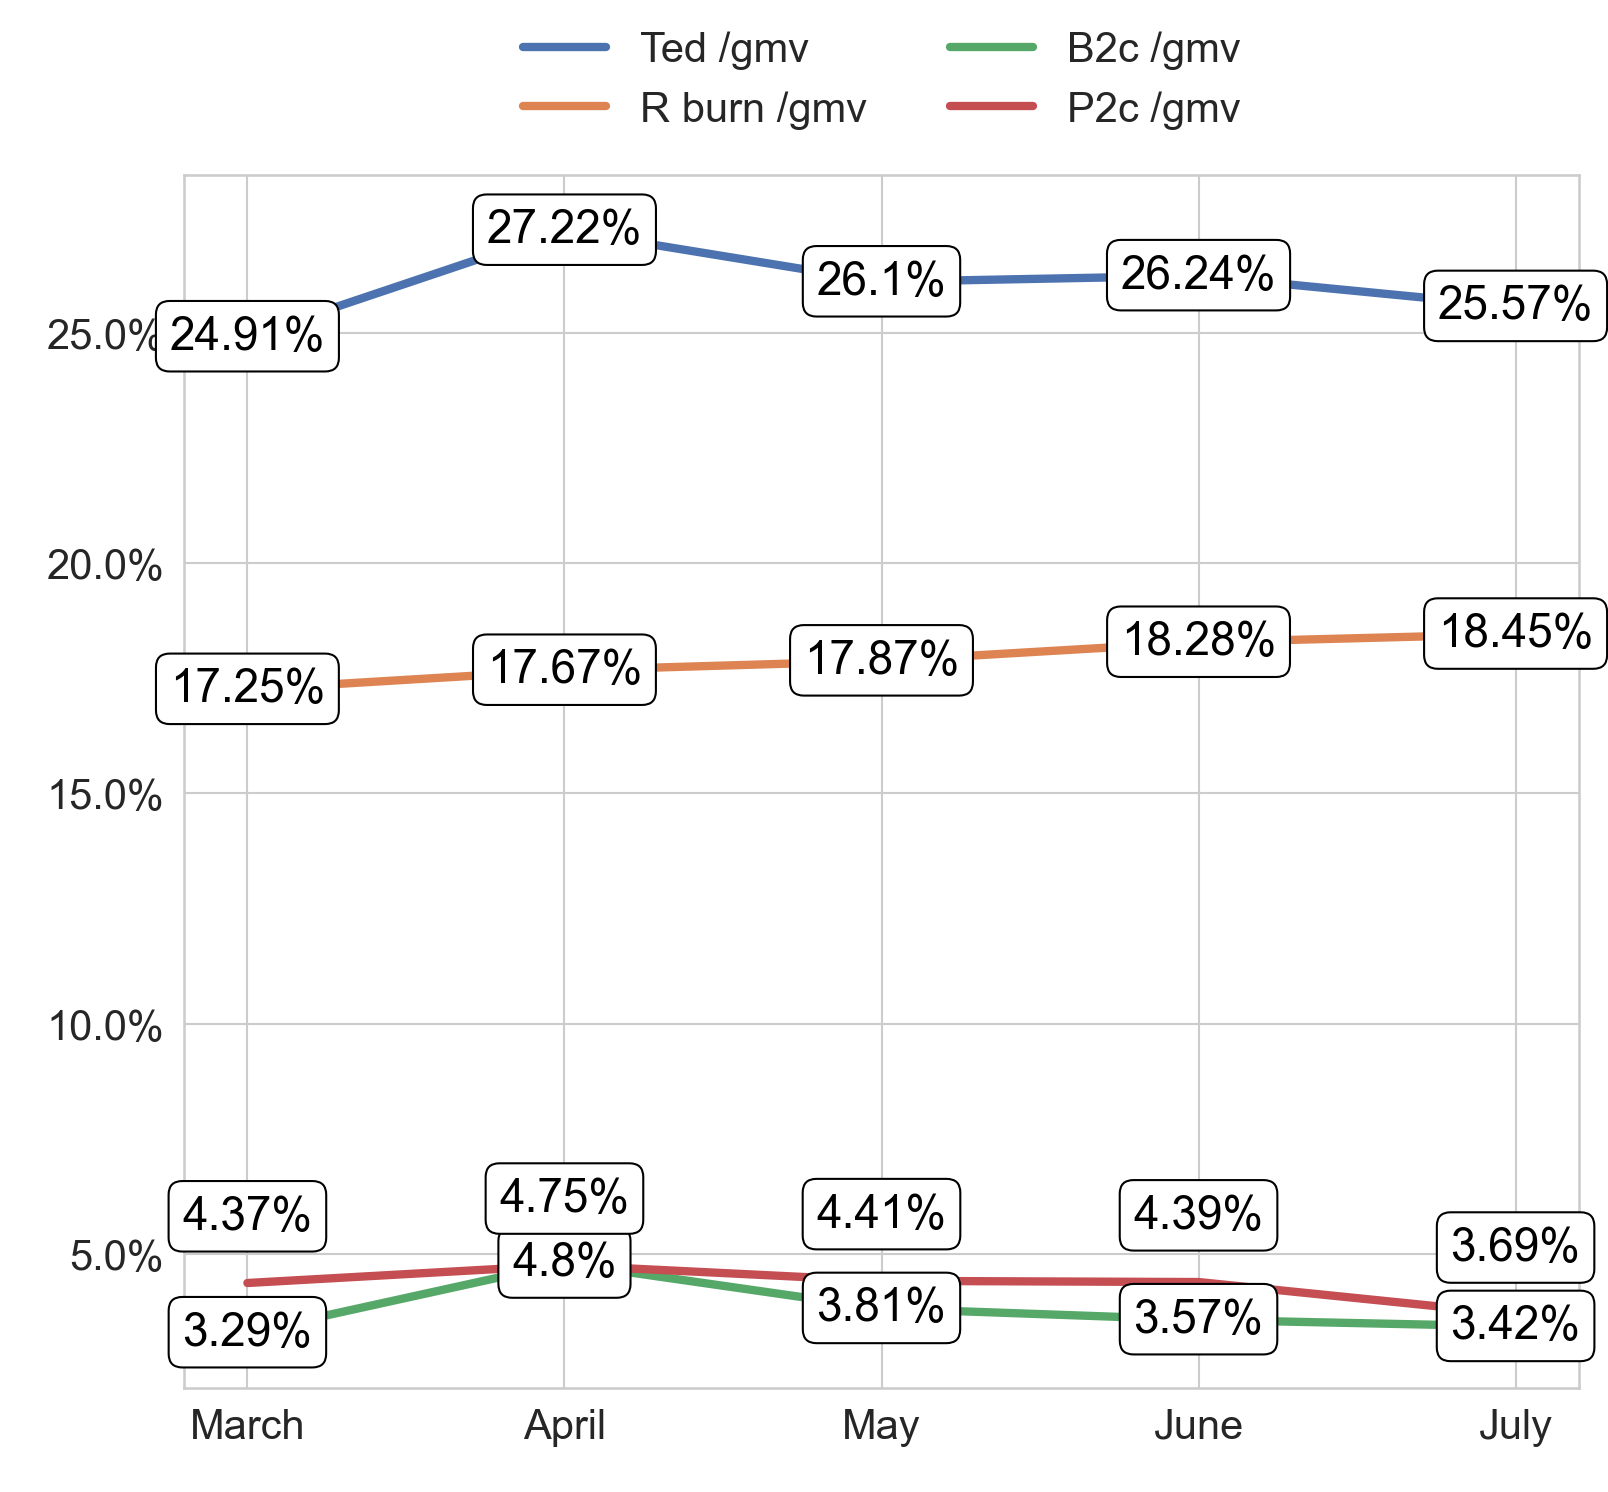 Ted /gmv
B2c /gmv
R burn /gmv
P2c /gmv
27.22%
26.1%
26.24%
25.57%
25.0%
24.91%
20.0%
17.25%
17.67%
17.87%
18.28%
18.45%
15.0%
10.0%
4.37%
4.75%
4.41%
4.39%
3.69%
5.0%
4.8%
3.29%
3.81%
3.57%
3.42%
March
April
May
June
July